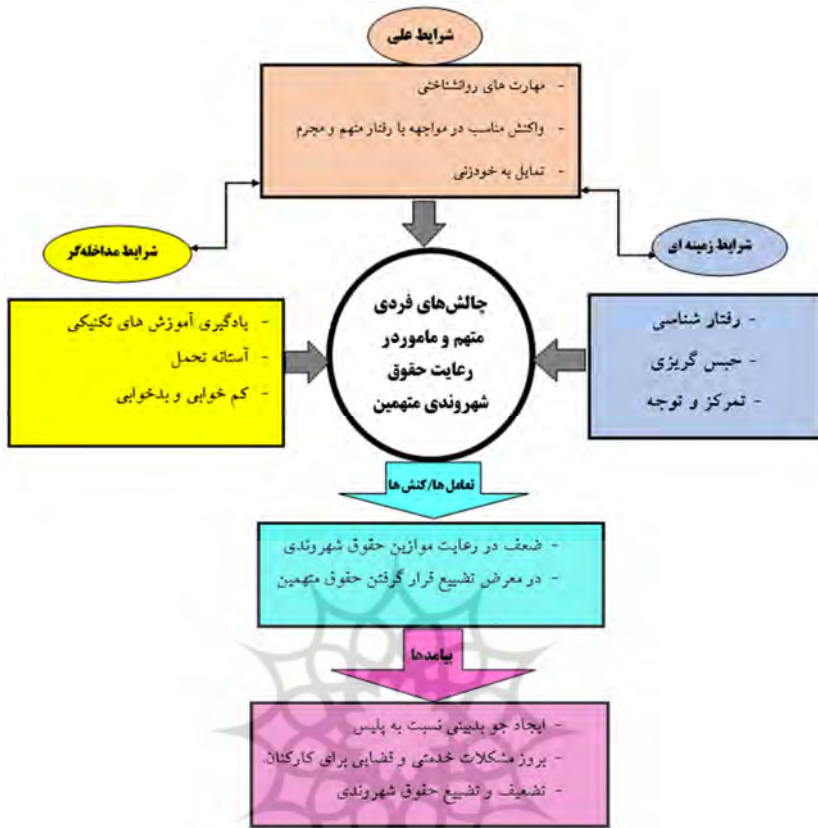 شرایط علی
- مهارت های روانشناختی
- واکنش مناسب در مواجهه با رفتار متهم و مجرم
- تمایل به خودزنی
شرایط زمینه ای
- رفتار شناسی
- حبس گریزی
- تمرکز و توجه
شرایط مداخله‌گر
- یادگیری آموزش های تکنیکی
- آستانه تحمل
- کم خوابی و بدخوابی
چالش‌های فردی
متهم و ماموردر
رعایت حقوق
شهروندی متهمین
تعامل ها/کنش ها
- ضعف در رعایت موازین حقوق شهروندی
- در معرض تضییع قرار گرفتن حقوق متهمین
پیامدها
- ایجاد جو بدبینی نسبت به پلیس
- بروز مشکلات خدمتی و قضایی برای کارکنان.
- تضعیف و تضییع حقوق شهروندی